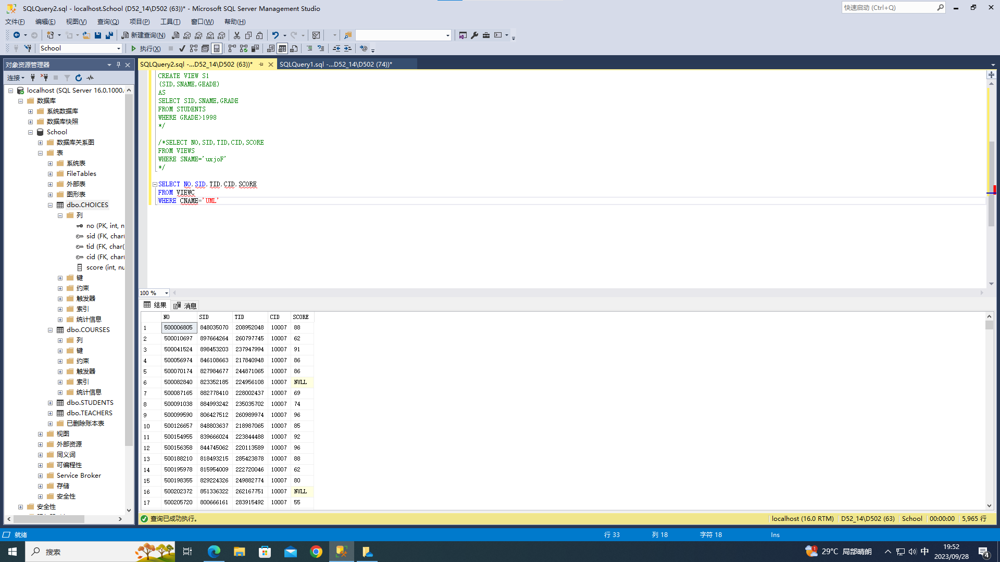 SQLQuery2.sql - localhost.School (D52_14\D502 (63))* - Microsoft SQL Server Management Studio
快速启动 (Ctrl+Q)
文件(F) 编辑(E) 视图(V) 查询(Q) 项目(P) 工具(T) 窗口(W) 帮助(H)
新建查询(N)
MDX DMX XMLA DAX
School
执行(X)
对象资源管理器
SQLQuery2.sql -...D52_14\D502 (63))*
SQLQuery1.sql -...D52_14\D502 (74))*
连接
localhost (SQL Server 16.0.1000.
数据库
系统数据库
数据库快照
School
数据库关系图
表
系统表
FileTables
外部表
图形表
dbo.CHOICES
列
no (PK, int, n
sid (FK, char(
tid (FK, char(
cid (FK, char(
score (int, nu
键
约束
触发器
索引
统计信息
dbo.COURSES
列
键
约束
触发器
索引
统计信息
dbo.STUDENTS
dbo.TEACHERS
已删除账本表
视图
外部资源
同义词
可编程性
Service Broker
存储
安全性
安全性
CREATE VIEW S1
(SID,SNAME,GEADE)
AS
SELECT SID,SNAME,GRADE
FROM STUDENTS
WHERE GRADE>1998
*/
/*SELECT NO,SID,TID,CID,SCORE
FROM VIEWS
WHERE SNAME='uxjoF'
*/
SELECT NO,SID,TID,CID,SCORE
FROM VIEWC
WHERE CNAME='UML'
100 %
结果 消息
NO SID TID CID SCORE
1 500006805 848035070 208952048 10007 88
2 500010697 897664264 260797745 10007 62
3 500041524 898453203 237947994 10007 91
4 500056974 846108663 217840948 10007 86
5 500070174 827984677 244871065 10007 86
6 500082840 823352185 224956108 10007 NULL
7 500087165 882778410 228002437 10007 69
8 500091038 884993242 235035702 10007 74
9 500099590 806427512 260989974 10007 96
10 500126657 848803637 218987065 10007 85
11 500154955 839666024 223844488 10007 92
12 500156358 844745062 220113589 10007 96
13 500188210 818493215 285423878 10007 88
14 500195978 815954009 222720046 10007 62
15 500198355 829224326 249882774 10007 80
16 500202372 851336322 262167751 10007 NULL
17 500205720 800666161 283915492 10007 55
查询已成功执行。
localhost (16.0 RTM) D52_14\D502 (63) School 00:00:00 5,965 行
就绪
行 33 列 18 字符 18 Ins
搜索
1
29°C 局部晴朗
中
19:52
2023/09/28
4